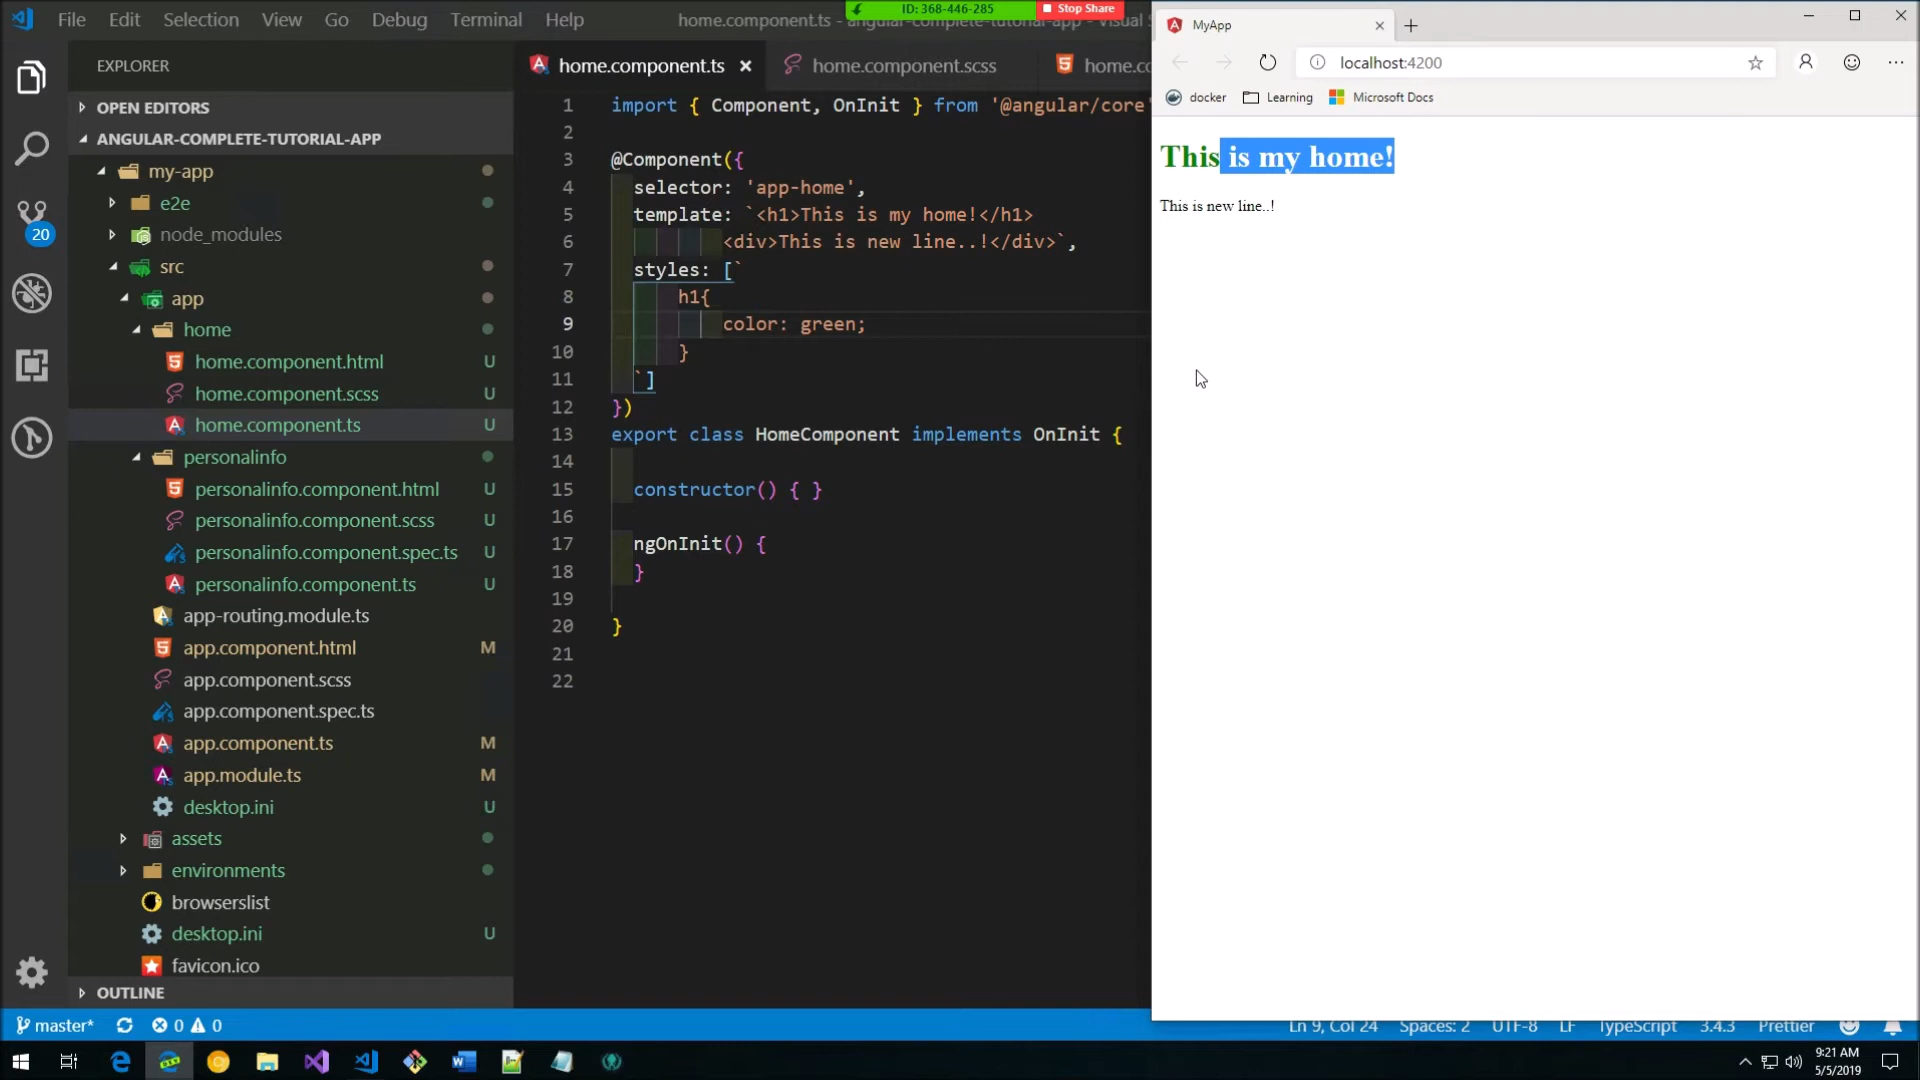 File Edit Selection View Go Debug Terminal Help
home.component.ts - angular-complete-tutorial-app - Visual S
ID: 368-446-285
Stop Share
EXPLORER
OPEN EDITORS
ANGULAR-COMPLETE-TUTORIAL-APP
my-app
e2e
node_modules
src
app
home
home.component.html U
home.component.scss U
home.component.ts U
personalinfo
personalinfo.component.html U
personalinfo.component.scss U
personalinfo.component.spec.ts U
personalinfo.component.ts U
app-routing.module.ts
app.component.html M
app.component.scss
app.component.spec.ts
app.component.ts M
app.module.ts M
desktop.ini U
assets
environments
browserslist
desktop.ini U
favicon.ico
OUTLINE
20
home.component.ts home.component.scss home.co
1 import { Component, OnInit } from '@angular/core'
2
3 @Component({
4 selector: 'app-home',
5 template: `<h1>This is my home!</h1>
6 <div>This is new line..!</div>`,
7 styles: [`
8 h1{
9 color: green;
10 }
11 `]
12 })
13 export class HomeComponent implements OnInit {
14
15 constructor() { }
16
17 ngOnInit() {
18 }
19
20 }
21
22
MyApp
localhost:4200
docker Learning Microsoft Docs
This is my home!
This is new line..!
master* 0 0
Ln 9, Col 24 Spaces: 2 UTF-8 LF TypeScript 3.4.3 Prettier
9:21 AM
5/5/2019